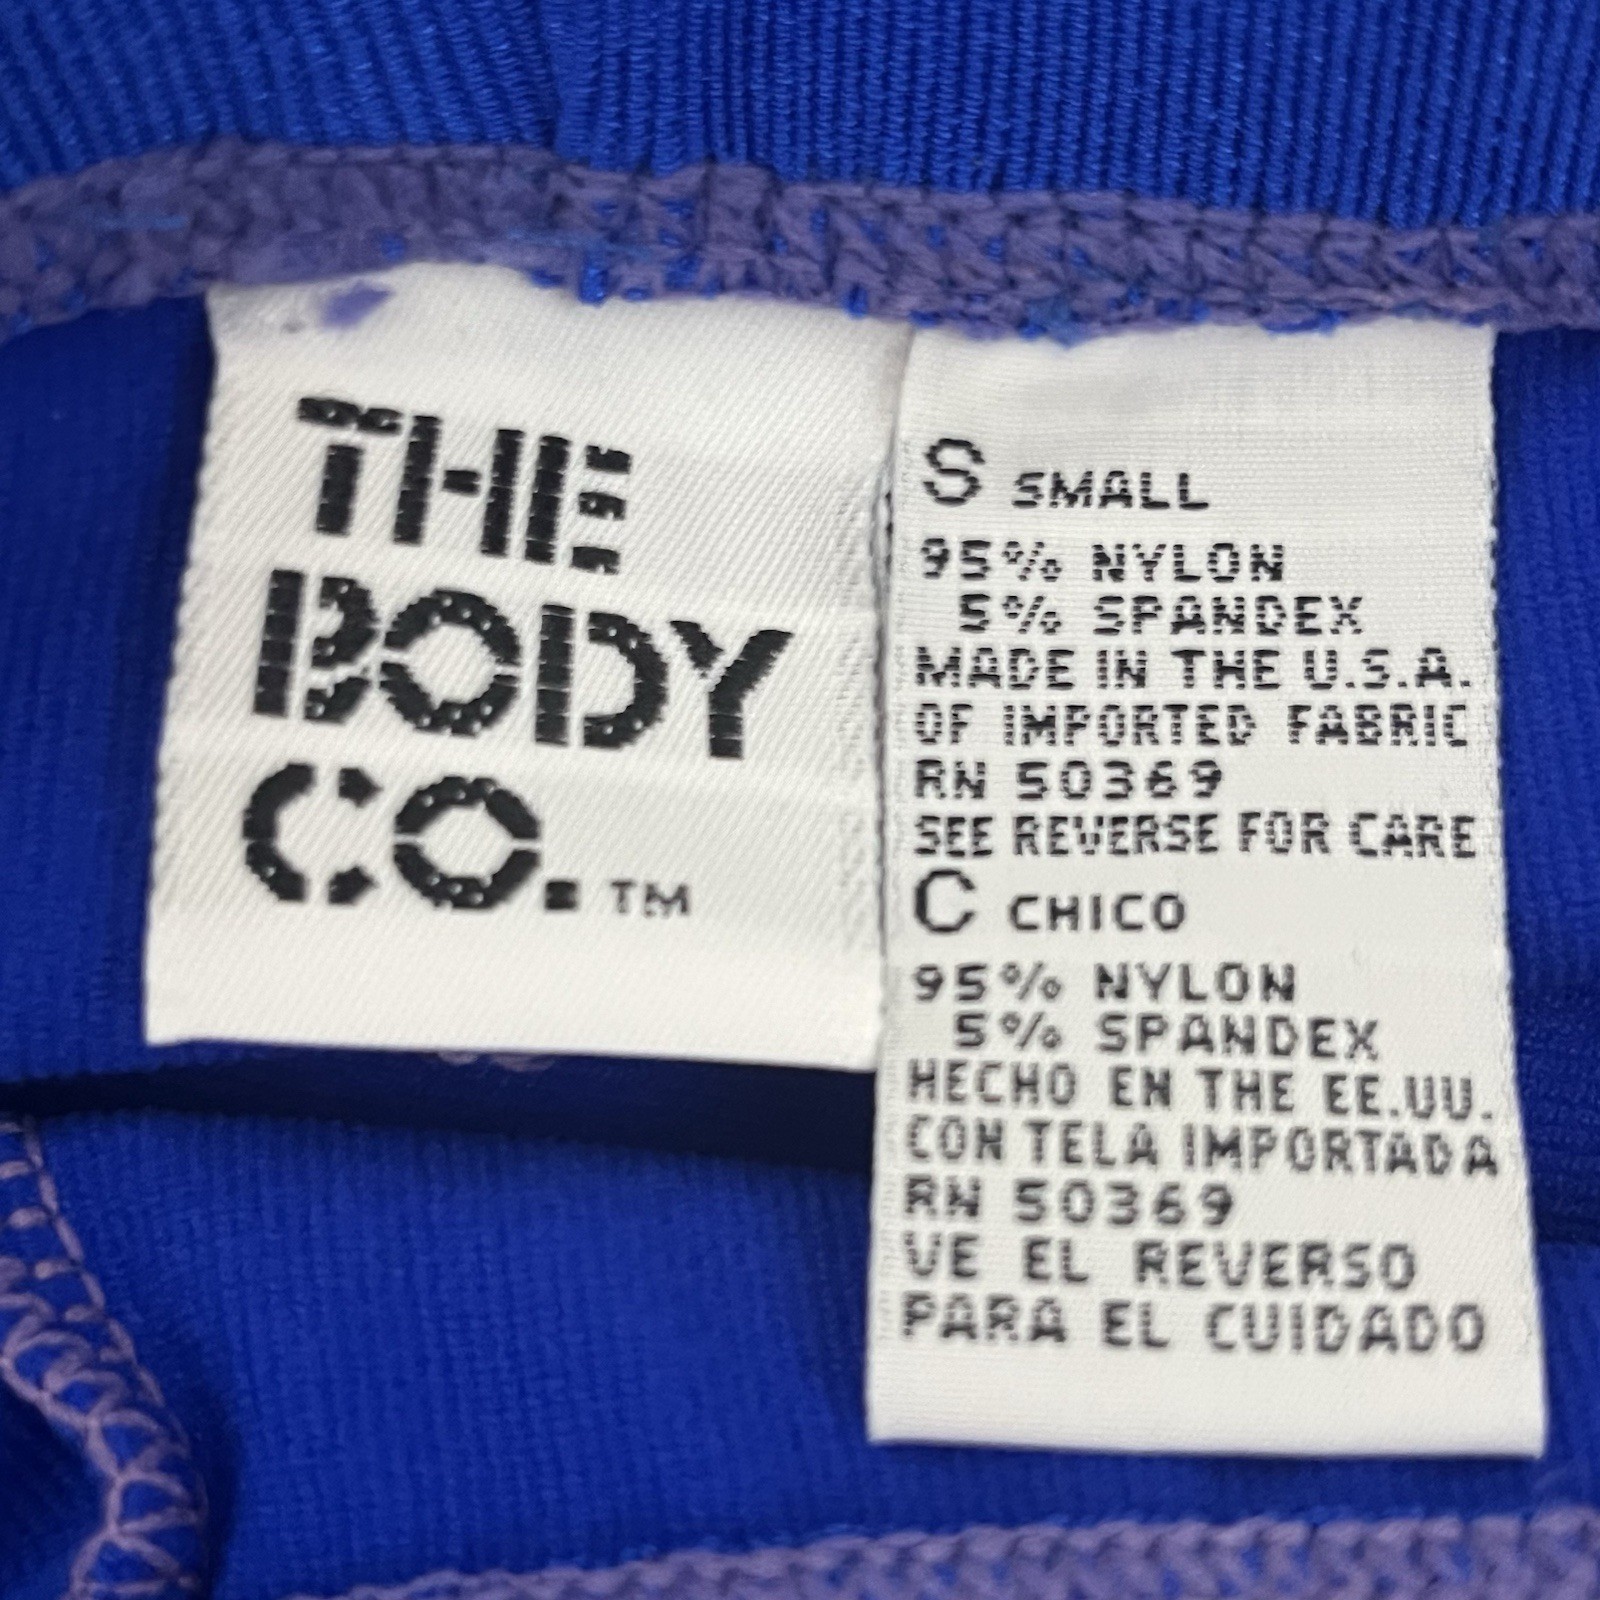 THE
BODY
CO.™
S SMALL
95% NYLON
5% SPANDEX
MADE IN THE U.S.A.
OF IMPORTED FABRIC
RN 50369
SEE REVERSE FOR CARE
C CHICO
95% NYLON
5% SPANDEX
HECHO EN THE EE.UU.
CON TELA IMPORTADA
RN 50369
VE EL REVERSO
PARA EL CUIDADO